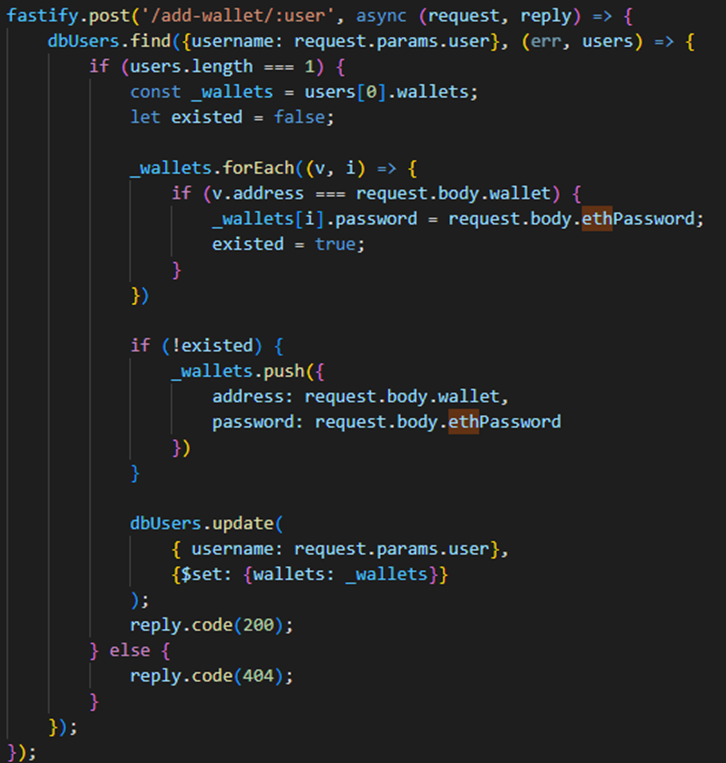 fastify.post('/add-wallet/:user', async (request, reply) => {
    dbUsers.find({username: request.params.user}, (err, users) => {
        if (users.length === 1) {
            const _wallets = users[0].wallets;
            let existed = false;

            _wallets.forEach((v, i) => {
                if (v.address === request.body.wallet) {
                    _wallets[i].password = request.body.ethPassword;
                    existed = true;
                }
            })

            if (!existed) {
                _wallets.push({
                    address: request.body.wallet,
                    password: request.body.ethPassword
                })
            }

            dbUsers.update(
                { username: request.params.user},
                {$set: {wallets: _wallets}}
            );
            reply.code(200);
        } else {
            reply.code(404);
        }
    });
});